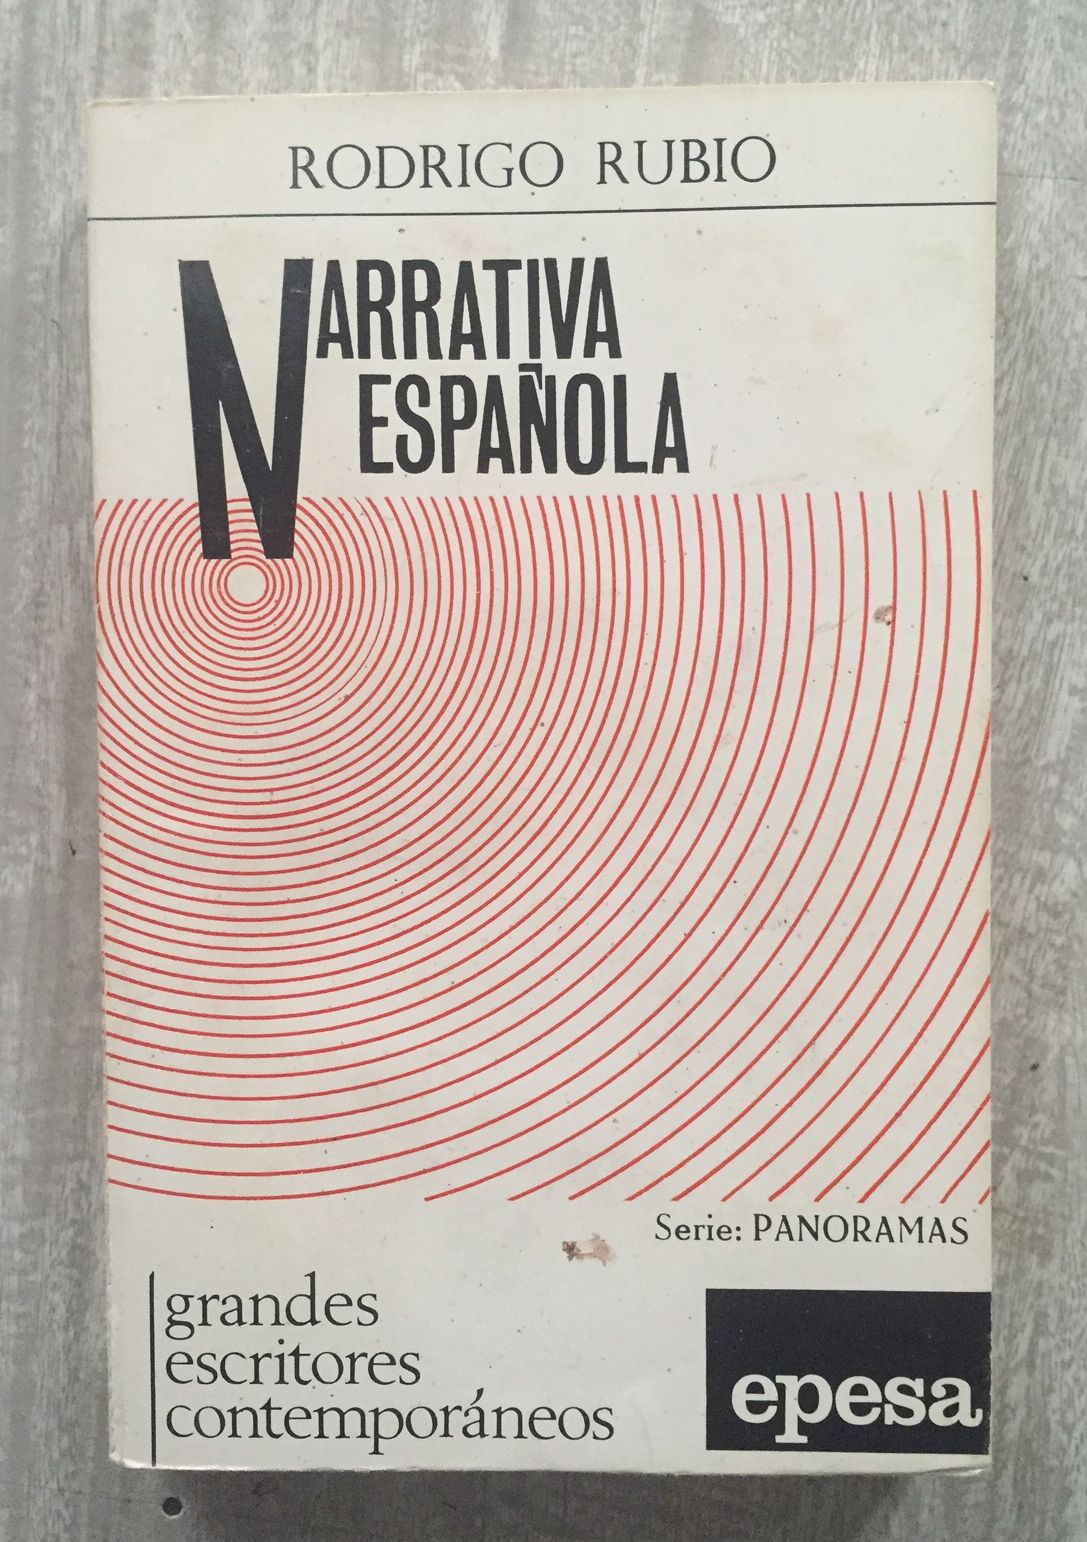 RODRIGO RUBIO
NARRATIVA
ESPAÑOLA
Serie: PANORAMAS
grandes
escritores
contemporáneos
epesa